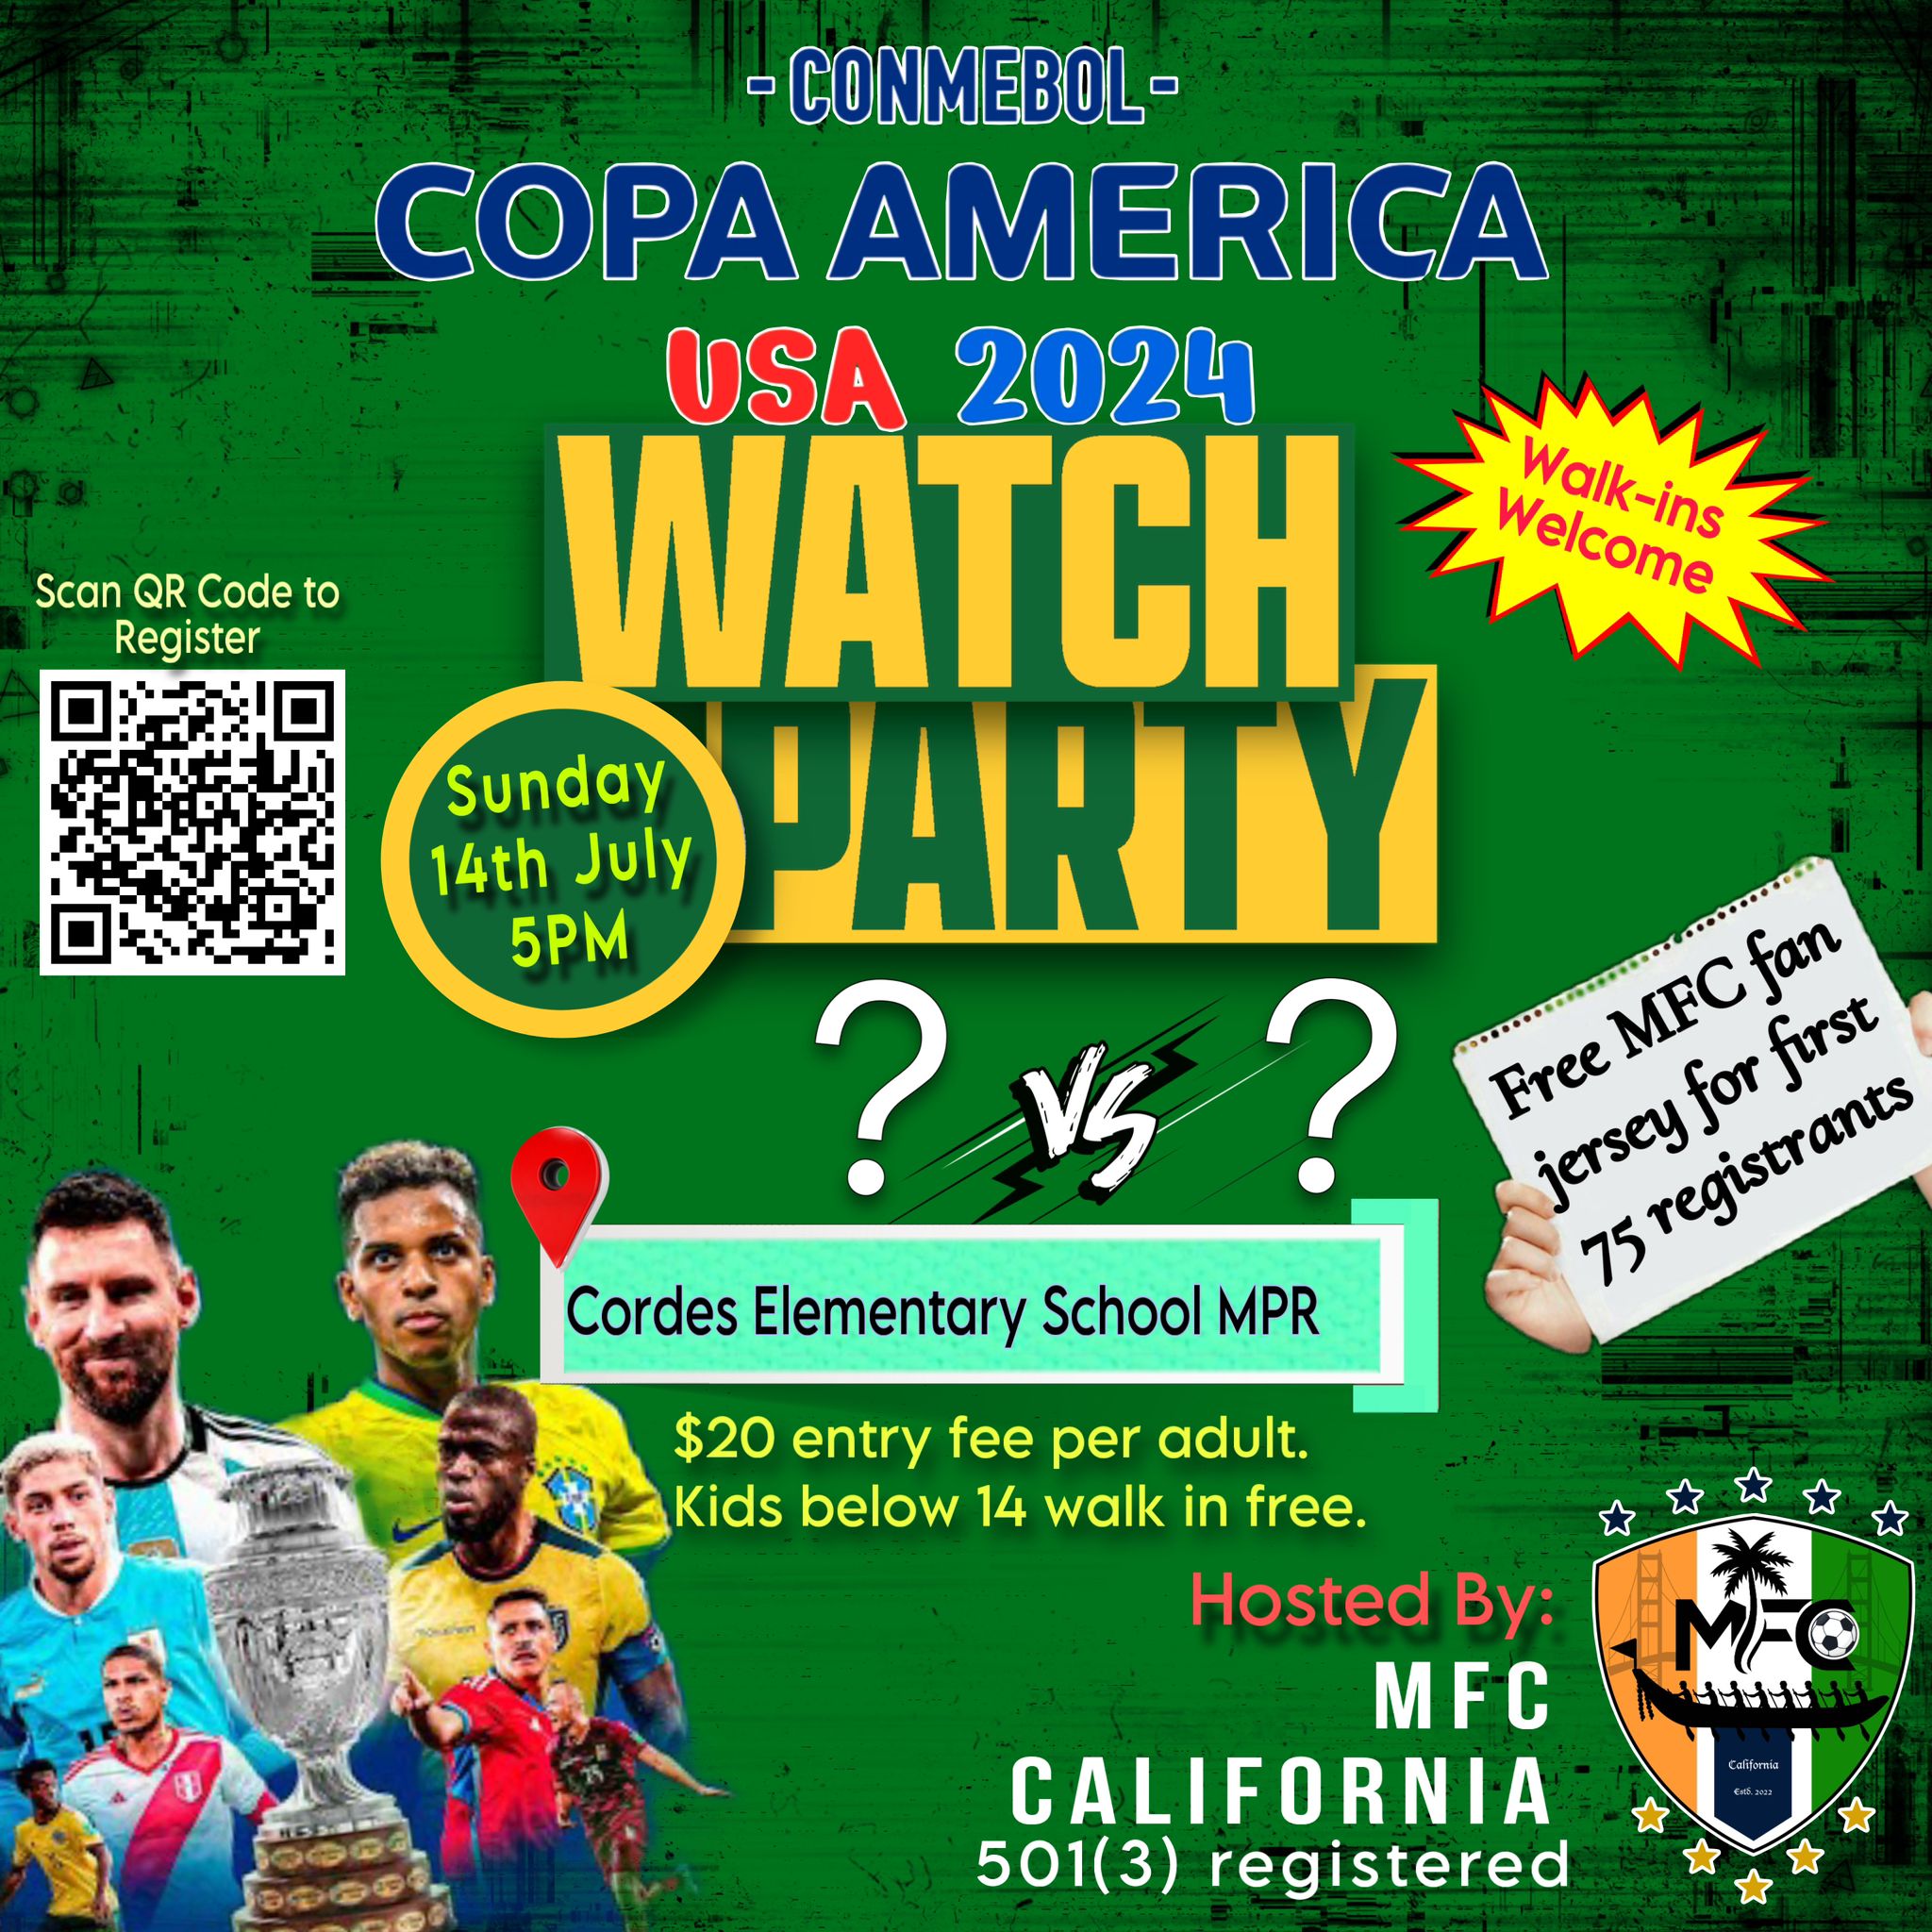 - CONMEBOL -
COPA AMERICA
USA 2024
WATCH
PARTY
Walk-ins
Welcome
Scan QR Code to
Register
Sunday
14th July
5PM
? VS ?
Free MFC fan
jersey for first
75 registrants
Cordes Elementary School MPR
$20 entry fee per adult.
Kids below 14 walk in free.
Hosted By:
MFC
CALIFORNIA
501(3) registered
MFC
California
Estd. 2022